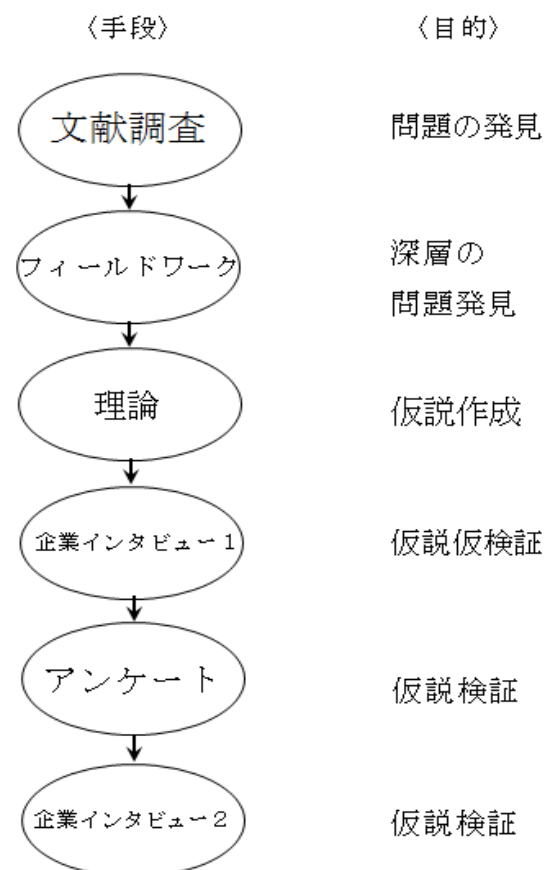 〈手段〉 〈目的〉
文献調査 問題の発見
フィールドワーク 深層の
問題発見
理論 仮説作成
企業インタビュー1 仮説仮検証
アンケート 仮説検証
企業インタビュー2 仮説検証